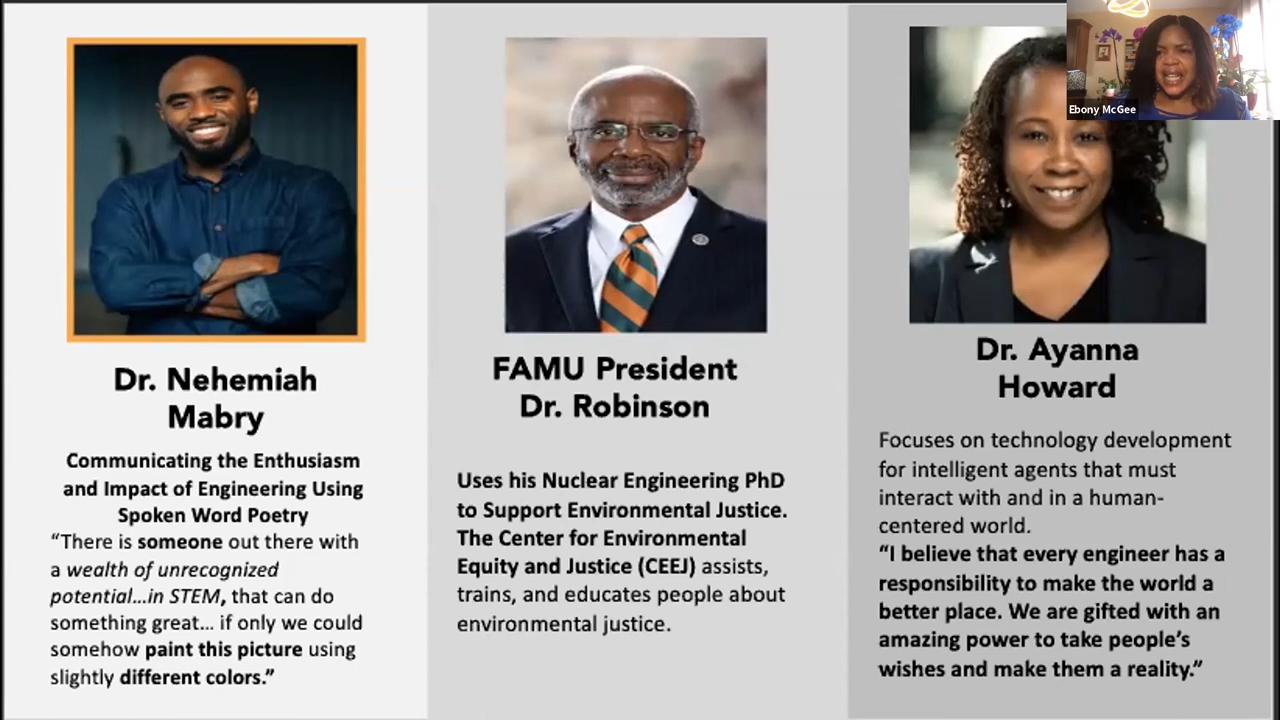 Ebony McGee
Dr. Nehemiah
Mabry
Communicating the Enthusiasm
and Impact of Engineering Using
Spoken Word Poetry
“There is someone out there with
a wealth of unrecognized
potential…in STEM, that can do
something great… if only we could
somehow paint this picture using
slightly different colors.”
FAMU President
Dr. Robinson
Uses his Nuclear Engineering PhD
to Support Environmental Justice.
The Center for Environmental
Equity and Justice (CEEJ) assists,
trains, and educates people about
environmental justice.
Dr. Ayanna
Howard
Focuses on technology development
for intelligent agents that must
interact with and in a human-
centered world.
“I believe that every engineer has a
responsibility to make the world a
better place. We are gifted with an
amazing power to take people’s
wishes and make them a reality.”